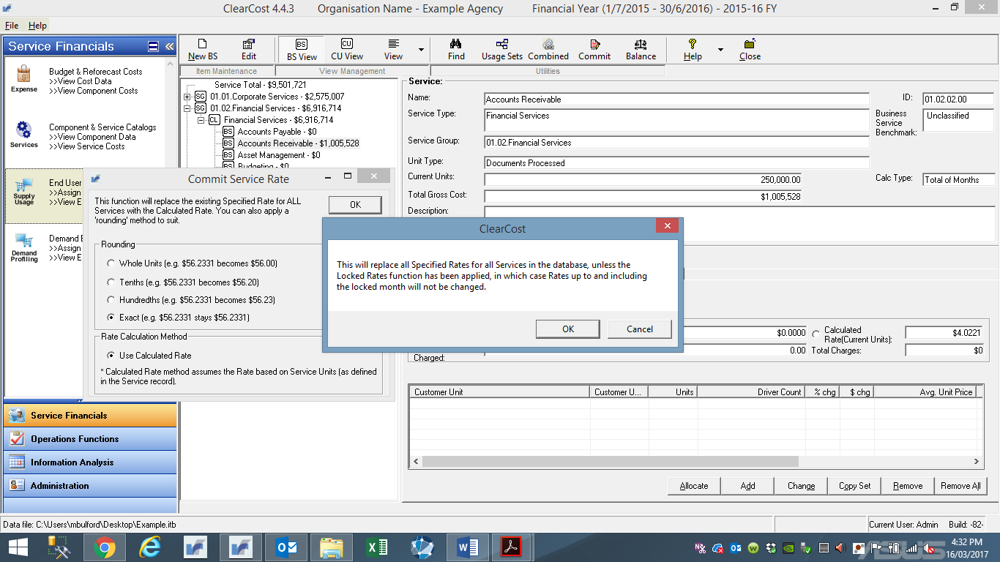 ClearCost 4.4.3 Organisation Name - Example Agency Financial Year (1/7/2015 - 30/6/2016) - 2015-16 FY
File Help
Service Financials
New BS Edit BS View CU View View Find Usage Sets Combined Commit Balance Help Close
Item Maintenance View Management Utilities
Expense
Budget & Reforecast Costs
>>View Cost Data
>>View Component Costs
Services
Component & Service Catalogs
>>View Component Data
>>View Service Costs
Supply
Usage
End User
>>Assign
>>View E
Demand
Profiling
Demand E
>>Assign
>>View E
Service Financials
Operations Functions
Information Analysis
Administration
Service Total - $9,501,721
SG 01.01.Corporate Services - $2,575,007
SG 01.02.Financial Services - $6,916,714
CL Financial Services - $6,916,714
BS Accounts Payable - $0
BS Accounts Receivable - $1,005,528
BS Asset Management - $0
BS Budgeting - $0
Service:
Name: Accounts Receivable ID: 01.02.02.00
Service Type: Financial Services
Business
Service
Benchmark: Unclassified
Service Group: 01.02.Financial Services
Unit Type: Documents Processed
Current Units: 250,000.00 Calc Type: Total of Months
Total Gross Cost: $1,005,528
Description:
Commit Service Rate
This function will replace the existing Specified Rate for ALL
Services with the Calculated Rate. You can also apply a
'rounding' method to suit.
OK
Rounding
Whole Units (e.g. $56.2331 becomes $56.00)
Tenths (e.g. $56.2331 becomes $56.20)
Hundredths (e.g. $56.2331 becomes $56.23)
Exact (e.g. $56.2331 stays $56.2331)
Rate Calculation Method
Use Calculated Rate
* Calculated Rate method assumes the Rate based on Service Units (as defined
in the Service record).
ClearCost
This will replace all Specified Rates for all Services in the database, unless the
Locked Rates function has been applied, in which case Rates up to and including
the locked month will not be changed.
OK Cancel
$0.0000 Calculated
Rate(Current Units): $4.0221
0.00 Total Charges: $0
Charged:
Customer Unit Customer U... Units Driver Count % chg $ chg Avg. Unit Price
Allocate Add Change Copy Set Remove Remove All
Data file: C:\Users\mbulford\Desktop\Example.itb Current User: Admin Build: -82-
4:32 PM
16/03/2017
ASUS